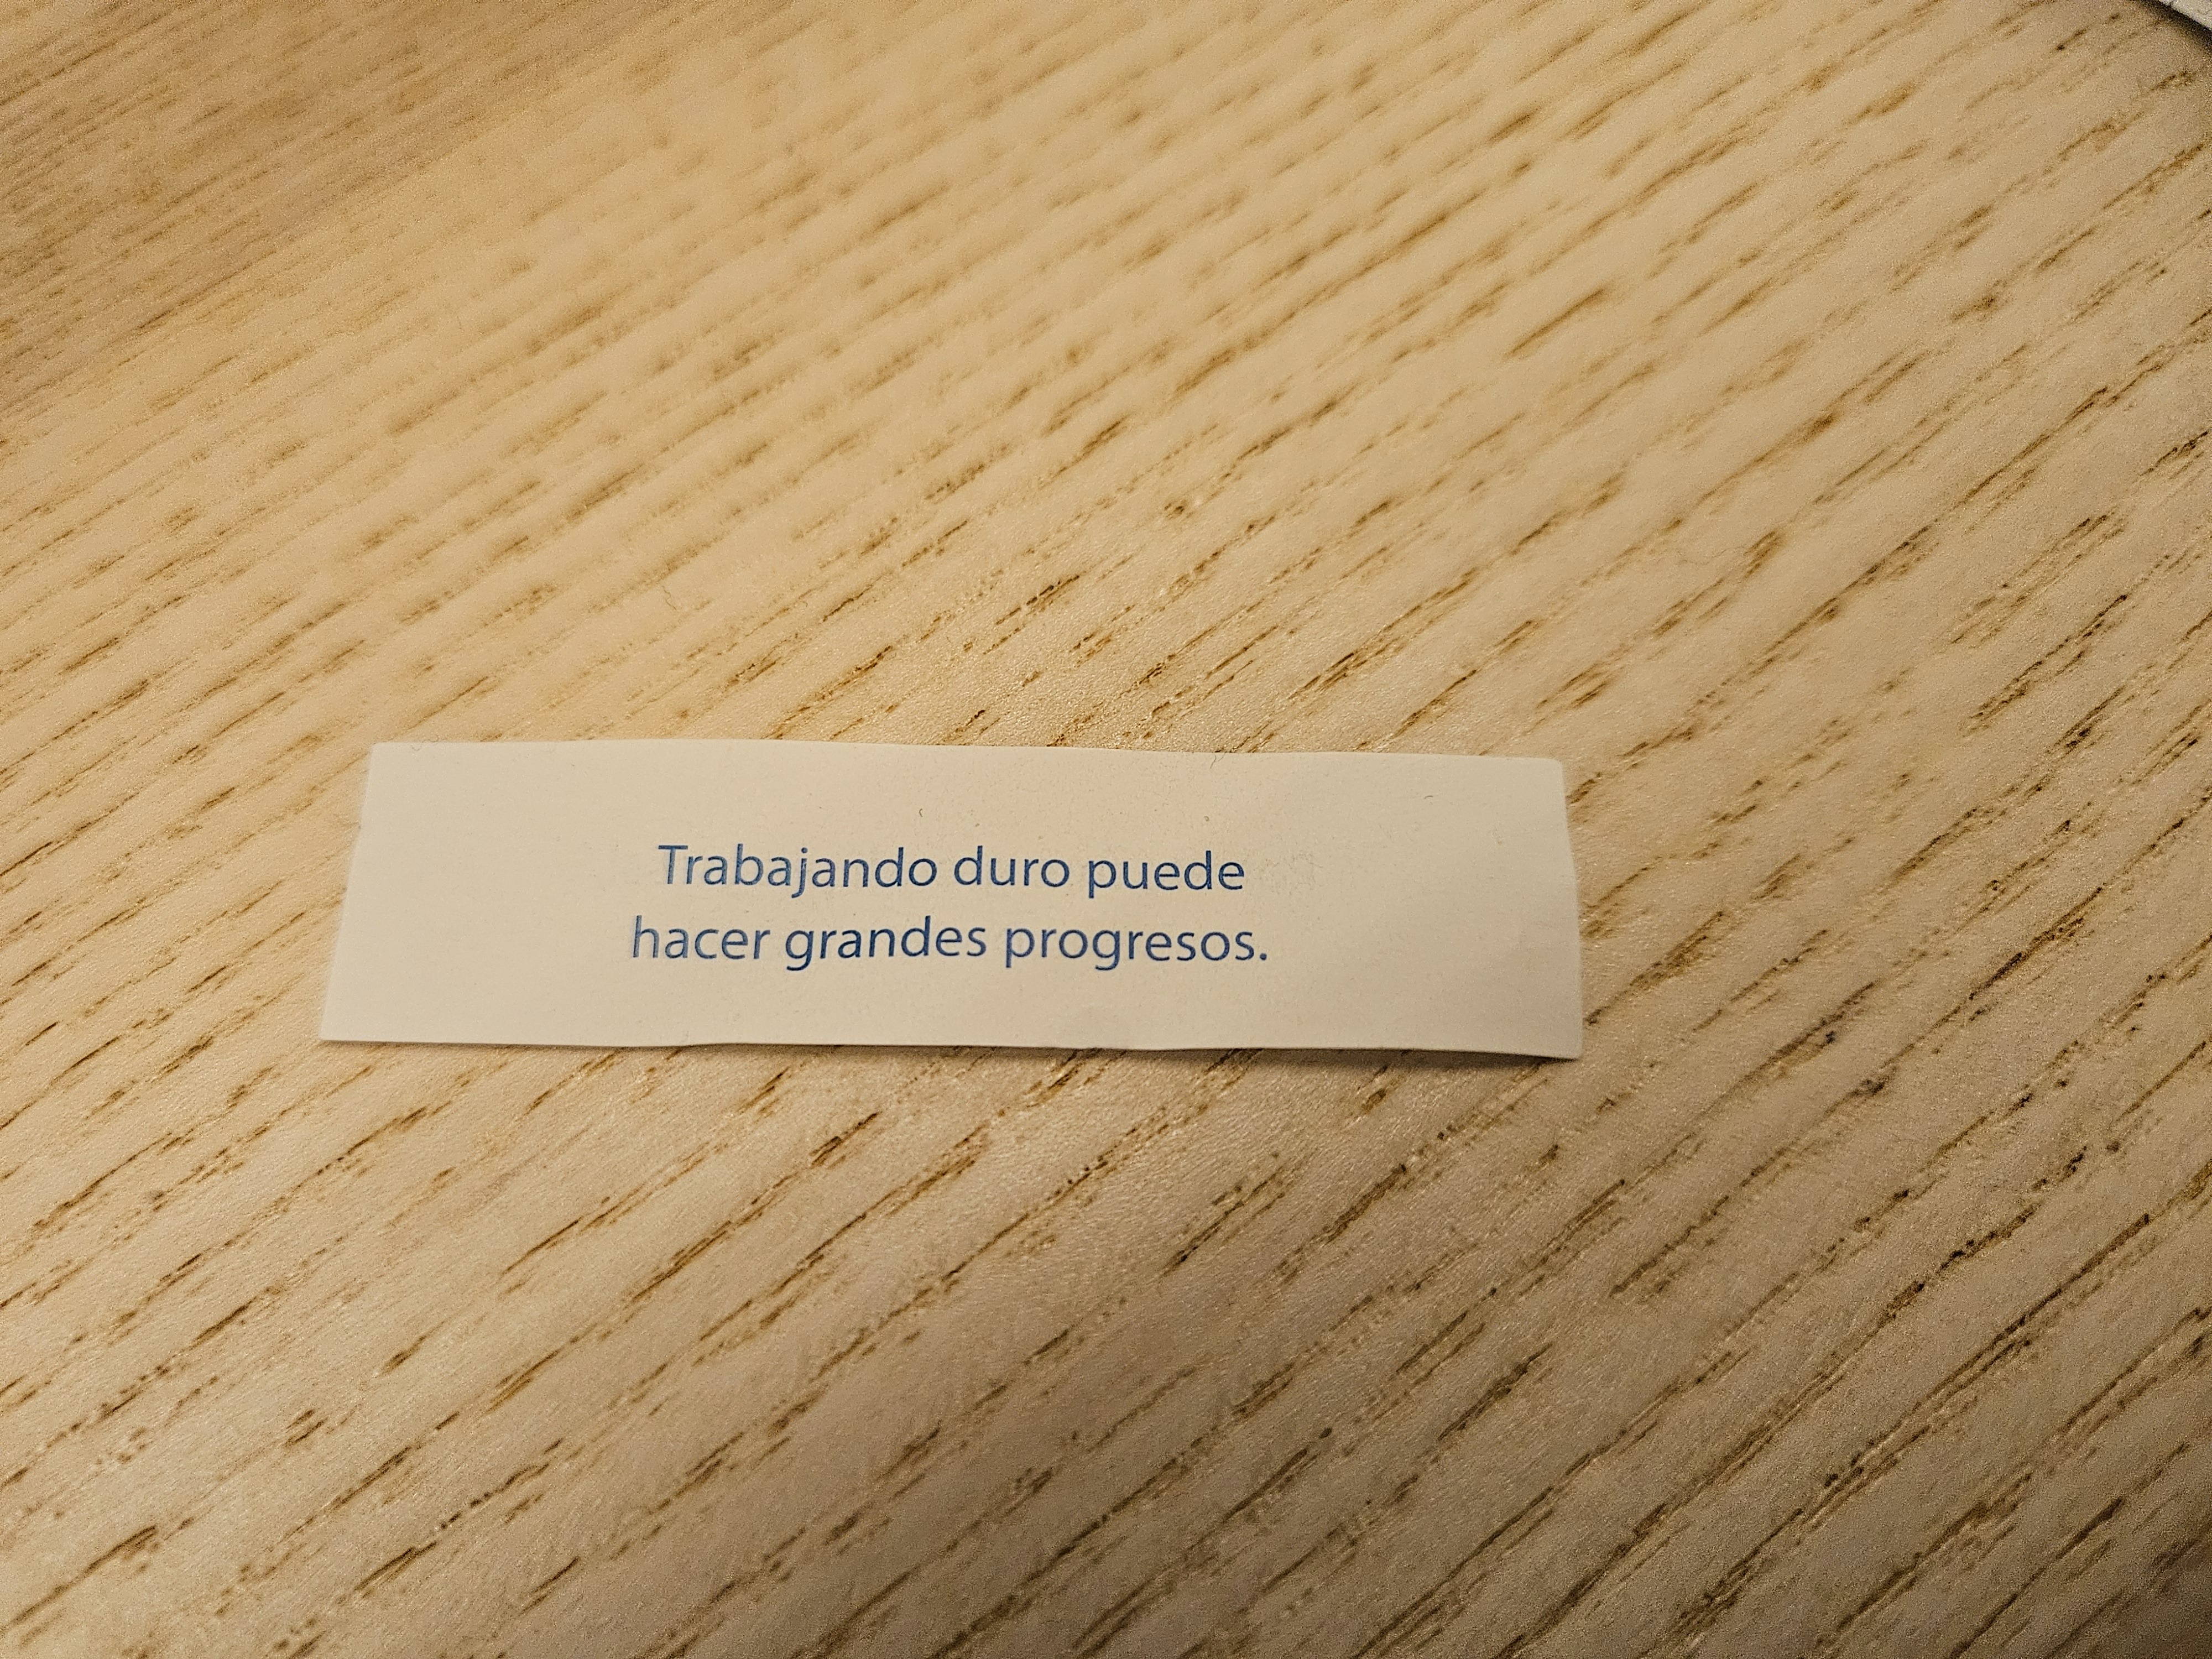 Trabajando duro puede
hacer grandes progresos.